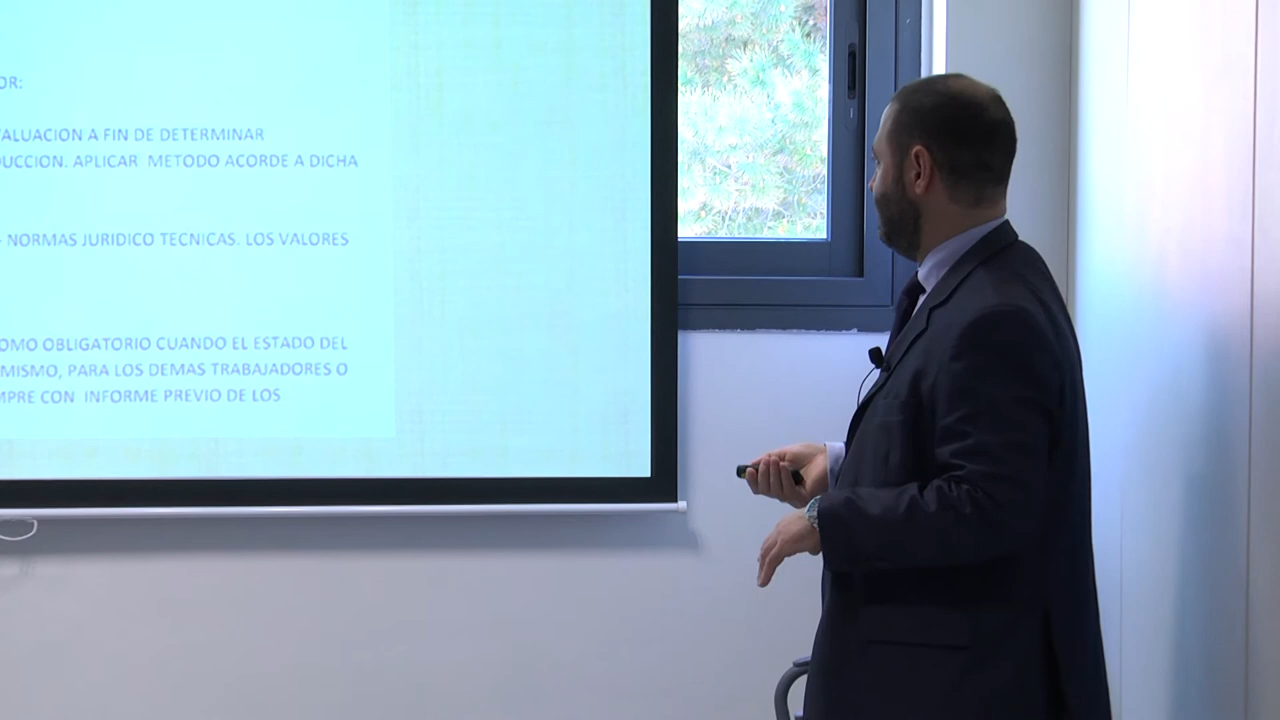 OR:
VALUACION A FIN DE DETERMINAR
DUCCION. APLICAR METODO ACORDE A DICHA
- NORMAS JURIDICO TECNICAS. LOS VALORES
OMO OBLIGATORIO CUANDO EL ESTADO DEL
MISMO, PARA LOS DEMAS TRABAJADORES O
MPRE CON INFORME PREVIO DE LOS